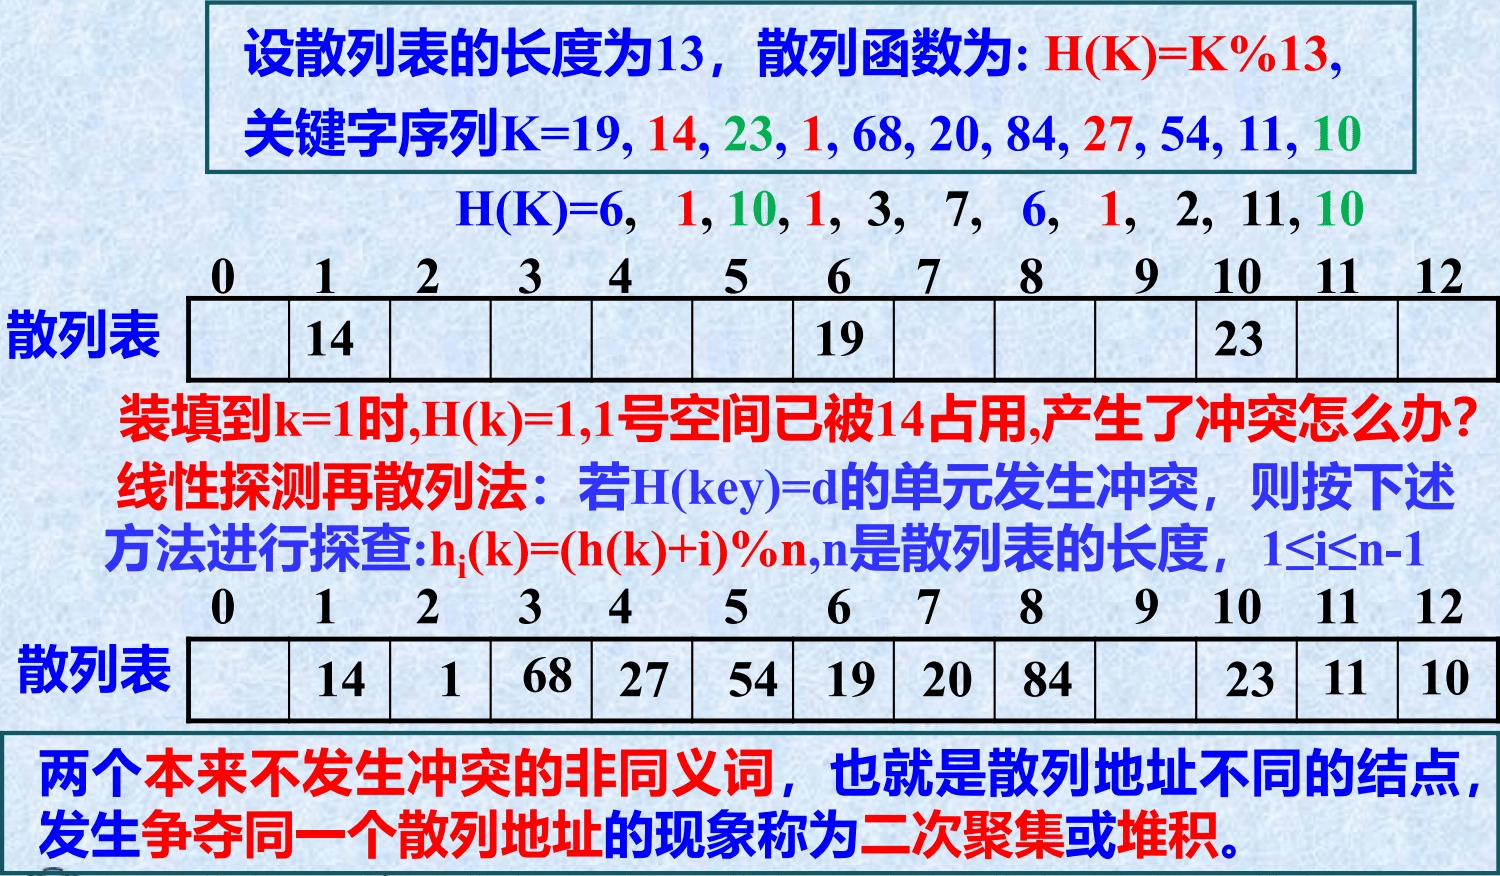 设散列表的长度为13，散列函数为: H(K)=K%13,
关键字序列K=19, 14, 23, 1, 68, 20, 84, 27, 54, 11, 10
H(K)=6, 1, 10, 1, 3, 7, 6, 1, 2, 11, 10
0 1 2 3 4 5 6 7 8 9 10 11 12
散列表 14 19 23
装填到k=1时,H(k)=1,1号空间已被14占用,产生了冲突怎么办?
线性探测再散列法：若H(key)=d的单元发生冲突，则按下述
方法进行探查:hi(k)=(h(k)+i)%n,n是散列表的长度，1≤i≤n-1
0 1 2 3 4 5 6 7 8 9 10 11 12
散列表 14 1 68 27 54 19 20 84 23 11 10
两个本来不发生冲突的非同义词，也就是散列地址不同的结点，
发生争夺同一个散列地址的现象称为二次聚集或堆积。